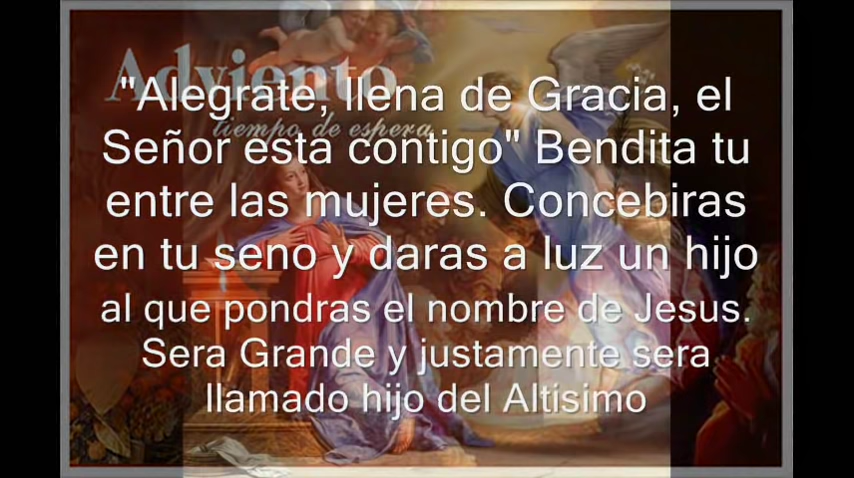 Adviento
tiempo de espera
"Alegrate, llena de Gracia, el
Señor esta contigo" Bendita tu
entre las mujeres. Concebiras
en tu seno y daras a luz un hijo
al que pondras el nombre de Jesus.
Sera Grande y justamente sera
llamado hijo del Altisimo